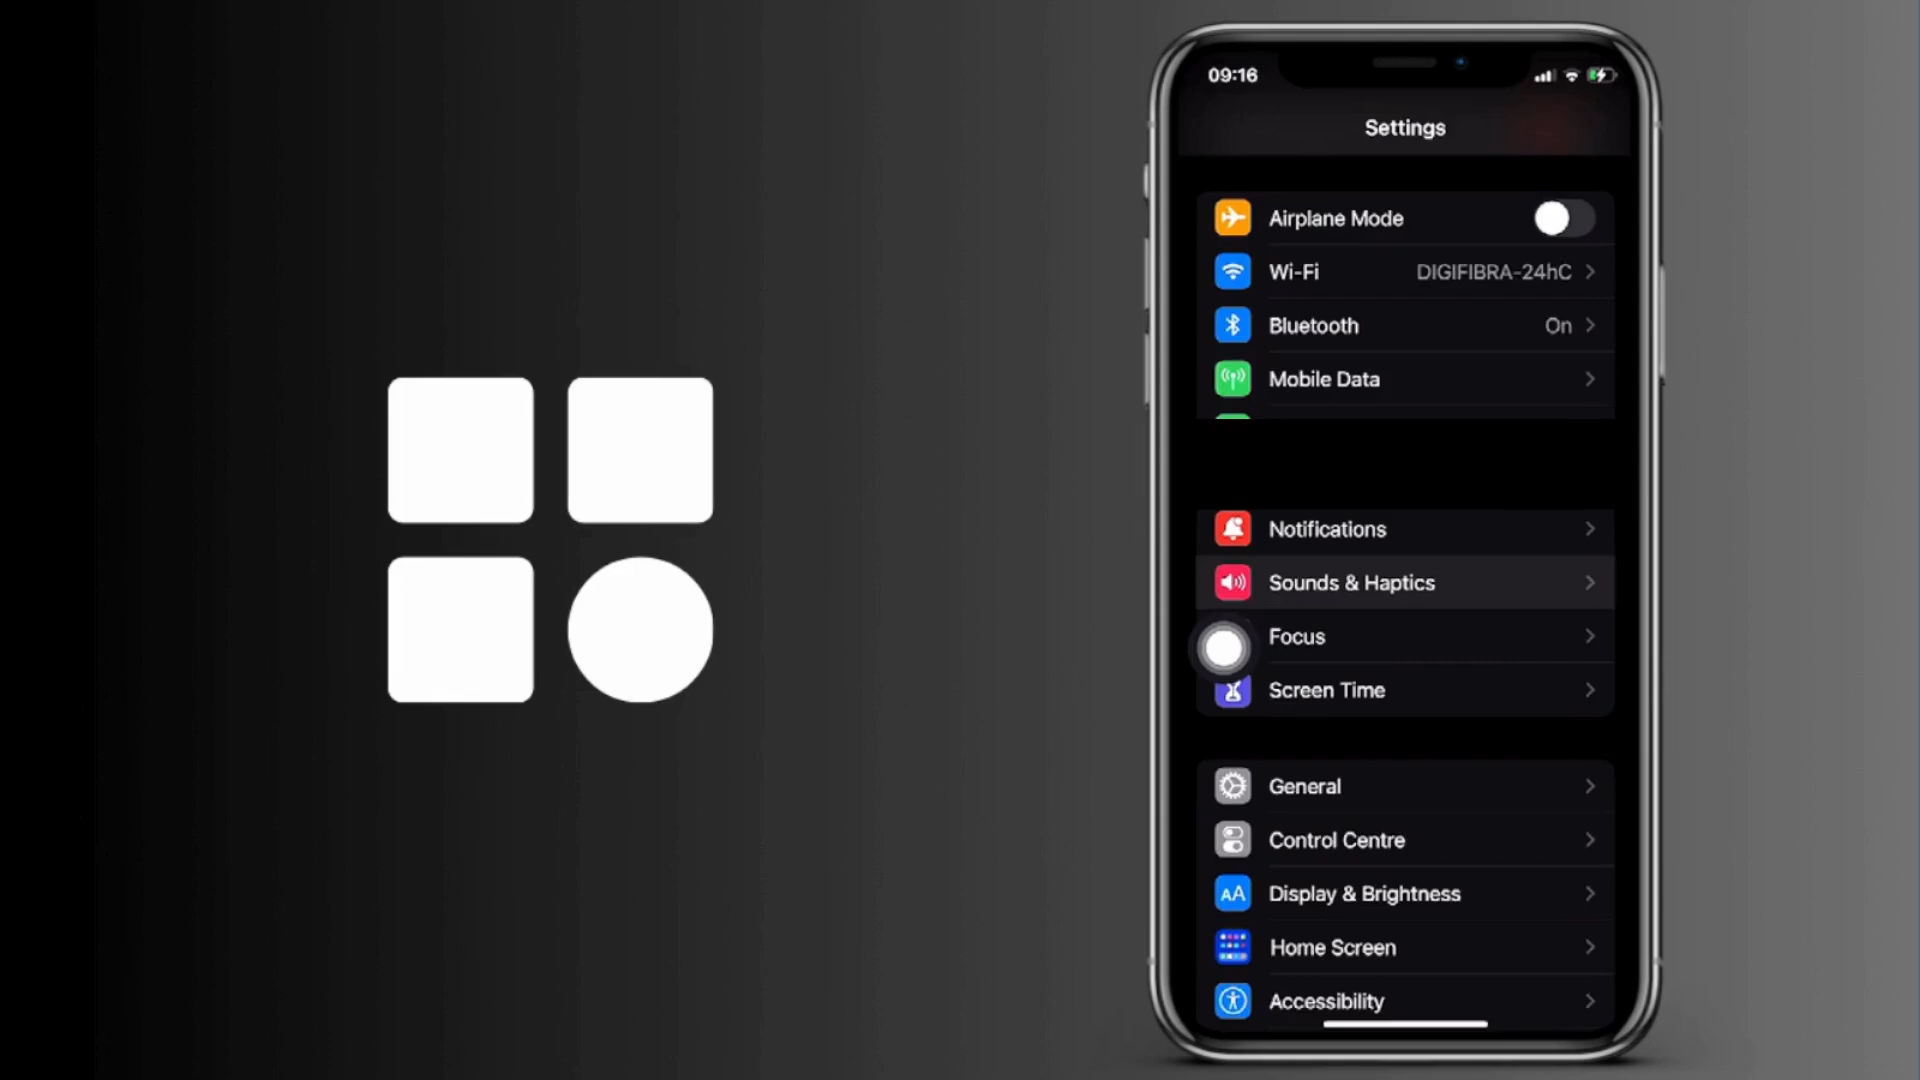 09:16
Settings
Airplane Mode
Wi-Fi DIGIFIBRA-24hC
Bluetooth On
Mobile Data
Notifications
Sounds & Haptics
Focus
Screen Time
General
Control Centre
AA Display & Brightness
Home Screen
Accessibility